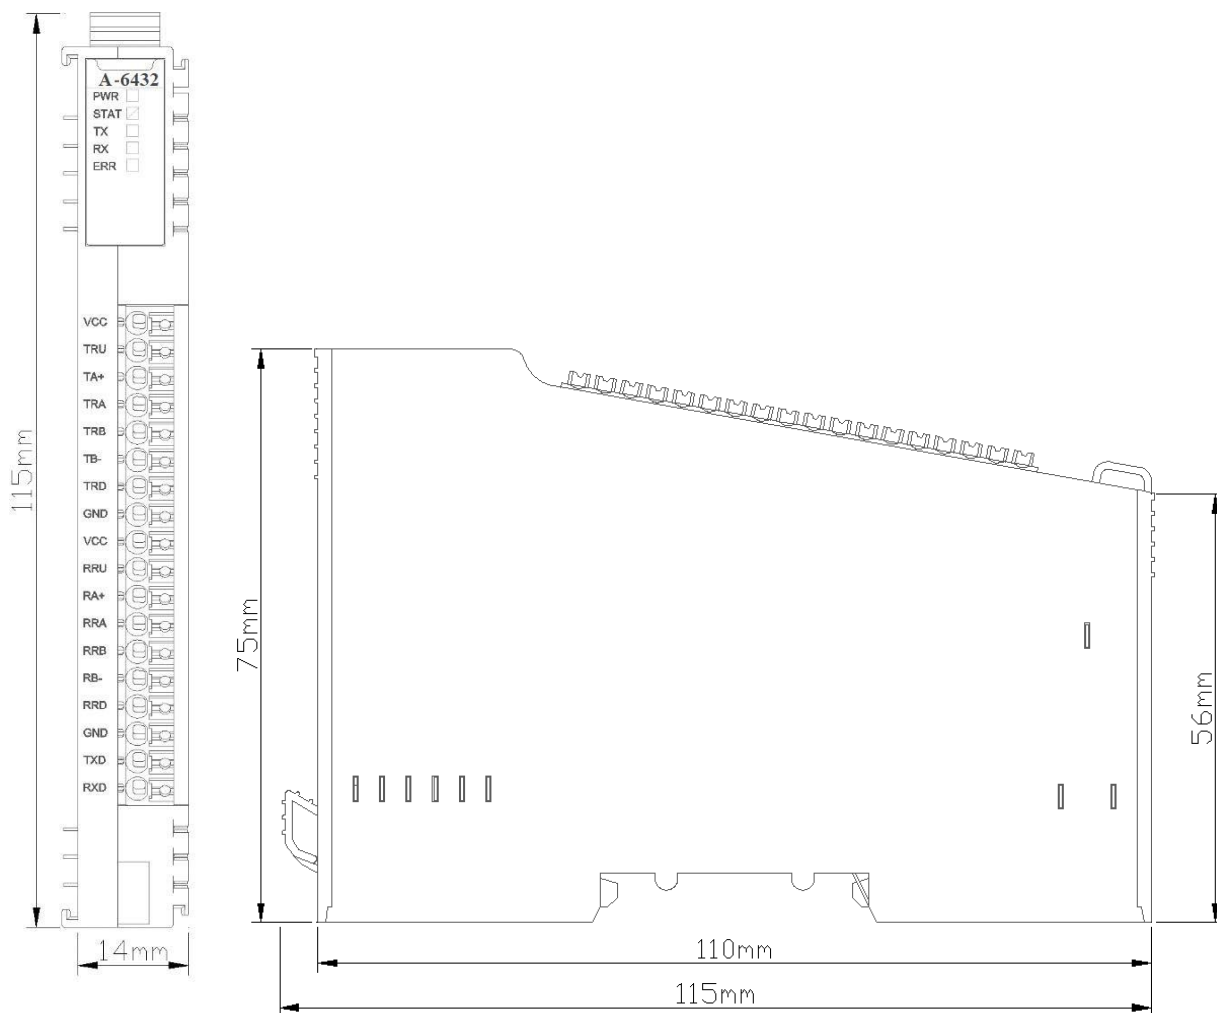 A-6432
PWR
STAT
TX
RX
ERR
VCC
TRU
TA+
TRA
TRB
TB-
TRD
GND
VCC
RRU
RA+
RRA
RRB
RB-
RRD
GND
TXD
RXD
115mm
14mm
75mm
56mm
110mm
115mm